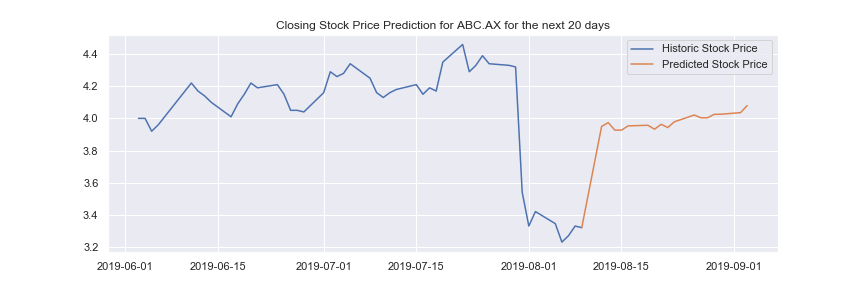 Closing Stock Price Prediction for ABC.AX for the next 20 days
Historic Stock Price
Predicted Stock Price
4.4
4.2
4.0
3.8
3.6
3.4
3.2
2019-06-01 2019-06-15 2019-07-01 2019-07-15 2019-08-01 2019-08-15 2019-09-01